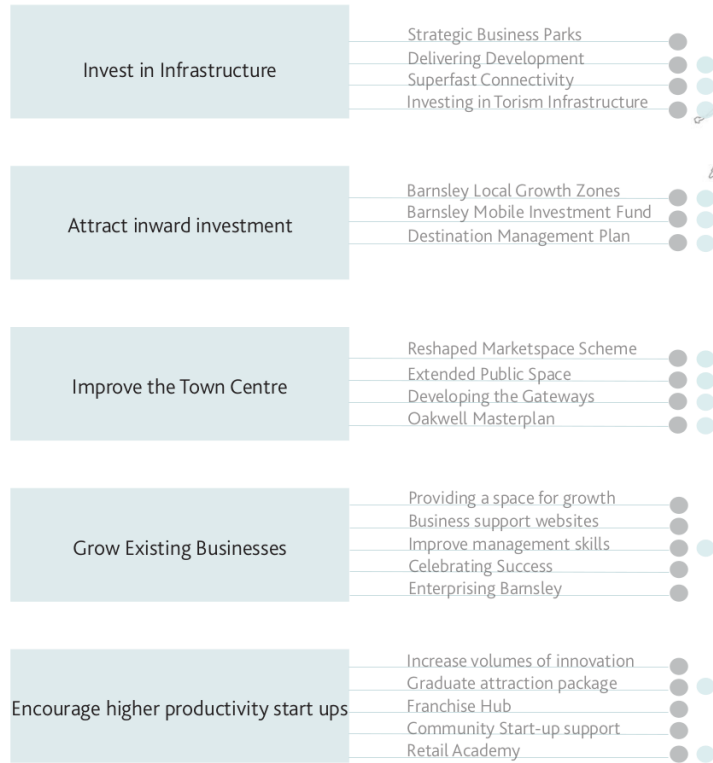 Invest in Infrastructure
Strategic Business Parks
Delivering Development
Superfast Connectivity
Investing in Torism Infrastructure
Attract inward investment
Barnsley Local Growth Zones
Barnsley Mobile Investment Fund
Destination Management Plan
Improve the Town Centre
Reshaped Marketspace Scheme
Extended Public Space
Developing the Gateways
Oakwell Masterplan
Grow Existing Businesses
Providing a space for growth
Business support websites
Improve management skills
Celebrating Success
Enterprising Barnsley
Encourage higher productivity start ups
Increase volumes of innovation
Graduate attraction package
Franchise Hub
Community Start-up support
Retail Academy